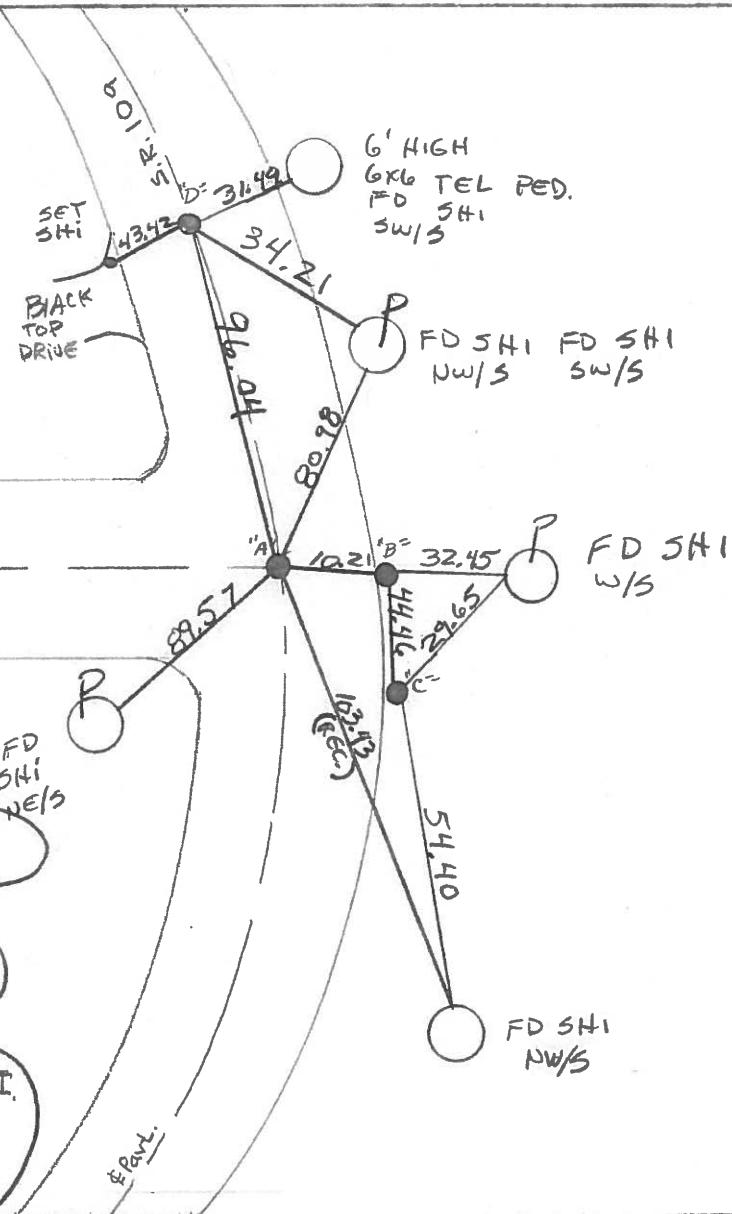 S.R. 109
6' HIGH
6x6 TEL PED.
FD SHI
SW/S
"D"
31.49
SET
SHI
43.42
34.21
BLACK
TOP
DRIVE
P
FD SHI FD SHI
NW/S SW/S
96.04
80.98
"A"
10.21
"B"
32.45
P
FD SHI
W/S
89.57
44.46
29.65
"C"
P
FD
SHI
NE/S
103.43
(REC.)
54.40
FD SHI
NW/S
I.
℄ Pavt.